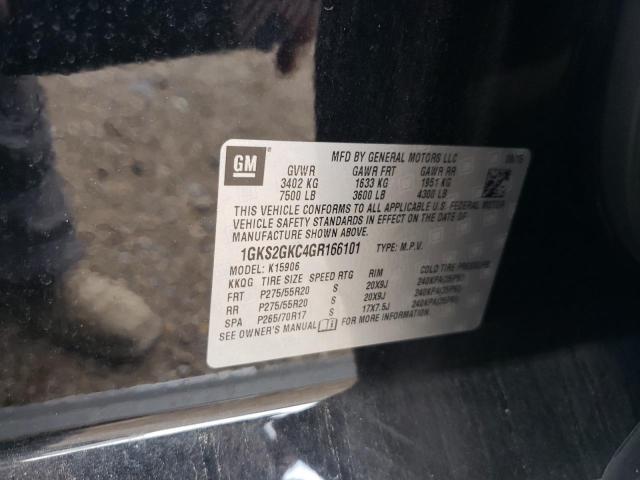 GM
MFD BY GENERAL MOTORS LLC
GVWR GAWR FRT GAWR RR
3402 KG 1633 KG 1951 KG
7500 LB 3600 LB 4300 LB
THIS VEHICLE CONFORMS TO ALL APPLICABLE U.S. FEDERAL MOTOR
VEHICLE SAFETY STANDARDS IN EFFECT ON THE DATE OF
MANUFACTURE SHOWN ABOVE.
1GKS2GKC4GR166101 TYPE: M.P.V.
MODEL: K15906
KKQG TIRE SIZE SPEED RTG RIM COLD TIRE PRESSURE
FRT P275/55R20 S 20X9J 240KPA(35PSI)
RR P275/55R20 S 20X9J 240KPA(35PSI)
SPA P265/70R17 S 17X7.5J 240KPA(35PSI)
SEE OWNER'S MANUAL FOR MORE INFORMATION.